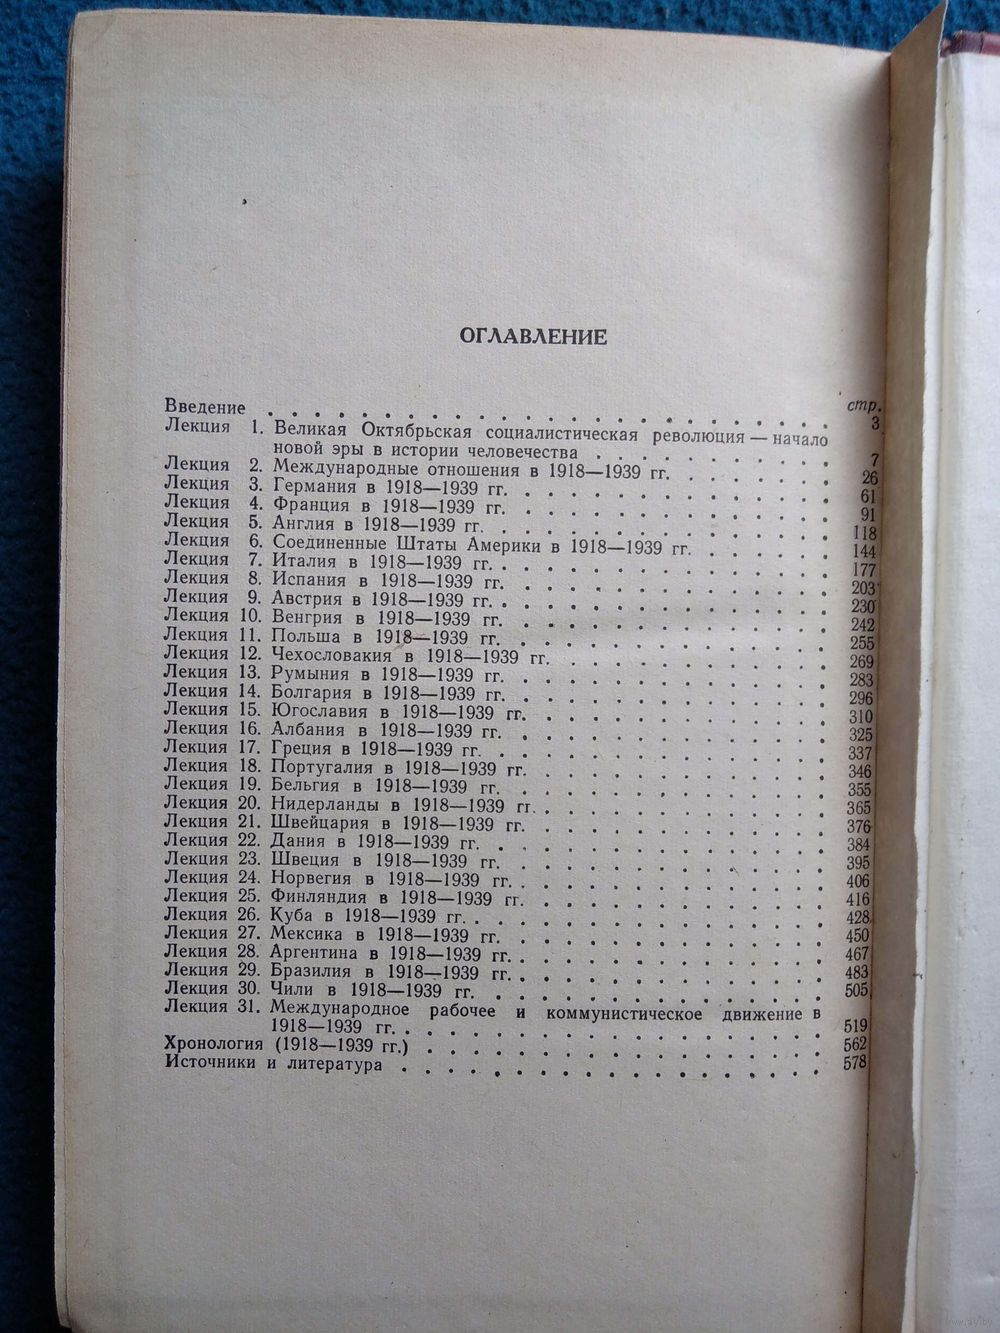 ОГЛАВЛЕНИЕ
стр.
Введение . . . . . . . . . . . . . . . . . . . . . . . . 3
Лекция 1. Великая Октябрьская социалистическая революция — начало
новой эры в истории человечества . . . . . . . . . . . 7
Лекция 2. Международные отношения в 1918—1939 гг. . . . . . . . 26
Лекция 3. Германия в 1918—1939 гг. . . . . . . . . . . . . . . 61
Лекция 4. Франция в 1918—1939 гг. . . . . . . . . . . . . . . 91
Лекция 5. Англия в 1918—1939 гг. . . . . . . . . . . . . . . 118
Лекция 6. Соединенные Штаты Америки в 1918—1939 гг. . . . . . . 144
Лекция 7. Италия в 1918—1939 гг. . . . . . . . . . . . . . . 177
Лекция 8. Испания в 1918—1939 гг. . . . . . . . . . . . . . . 203
Лекция 9. Австрия в 1918—1939 гг. . . . . . . . . . . . . . . 230
Лекция 10. Венгрия в 1918—1939 гг. . . . . . . . . . . . . . . 242
Лекция 11. Польша в 1918—1939 гг. . . . . . . . . . . . . . . 255
Лекция 12. Чехословакия в 1918—1939 гг. . . . . . . . . . . . . 269
Лекция 13. Румыния в 1918—1939 гг. . . . . . . . . . . . . . . 283
Лекция 14. Болгария в 1918—1939 гг. . . . . . . . . . . . . . . 296
Лекция 15. Югославия в 1918—1939 гг. . . . . . . . . . . . . . 310
Лекция 16. Албания в 1918—1939 гг. . . . . . . . . . . . . . . 325
Лекция 17. Греция в 1918—1939 гг. . . . . . . . . . . . . . . 337
Лекция 18. Португалия в 1918—1939 гг. . . . . . . . . . . . . . 346
Лекция 19. Бельгия в 1918—1939 гг. . . . . . . . . . . . . . . 355
Лекция 20. Нидерланды в 1918—1939 гг. . . . . . . . . . . . . . 365
Лекция 21. Швейцария в 1918—1939 гг. . . . . . . . . . . . . . 376
Лекция 22. Дания в 1918—1939 гг. . . . . . . . . . . . . . . 384
Лекция 23. Швеция в 1918—1939 гг. . . . . . . . . . . . . . . 395
Лекция 24. Норвегия в 1918—1939 гг. . . . . . . . . . . . . . . 406
Лекция 25. Финляндия в 1918—1939 гг. . . . . . . . . . . . . . 416
Лекция 26. Куба в 1918—1939 гг. . . . . . . . . . . . . . . . 428
Лекция 27. Мексика в 1918—1939 гг. . . . . . . . . . . . . . . 450
Лекция 28. Аргентина в 1918—1939 гг. . . . . . . . . . . . . . 467
Лекция 29. Бразилия в 1918—1939 гг. . . . . . . . . . . . . . . 483
Лекция 30. Чили в 1918—1939 гг. . . . . . . . . . . . . . . . 505
Лекция 31. Международное рабочее и коммунистическое движение в
1918—1939 гг. . . . . . . . . . . . . . . . . . . 519
Хронология (1918—1939 гг.) . . . . . . . . . . . . . . . . . 562
Источники и литература . . . . . . . . . . . . . . . . . . 578